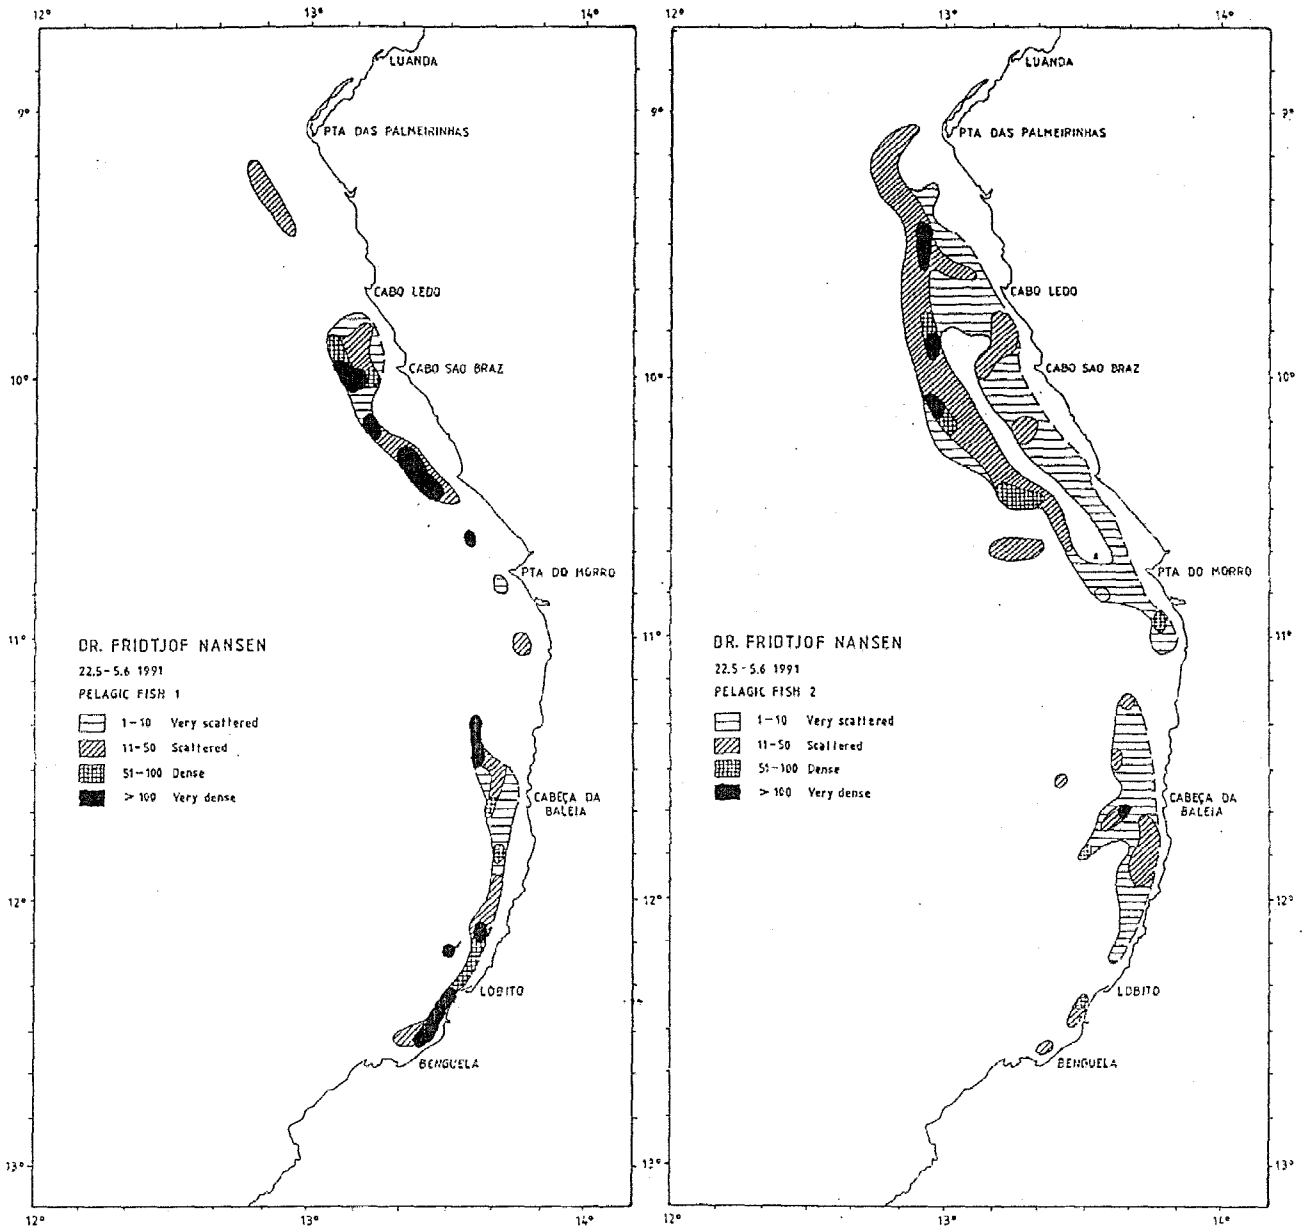 12° 13° 14°
LUANDA
9°
PTA DAS PALMEIRINHAS
CABO LEDO
CABO SAO BRAZ
10°
PTA DO MORRO
11°
DR. FRIDTJOF NANSEN
22.5-5.6 1991
PELAGIC FISH 1
1-10 Very scattered
11-50 Scattered
51-100 Dense
> 100 Very dense
CABEÇA DA
BALEIA
12°
LOBITO
BENGUELA
13°
12° 13° 14°
12° 13° 14°
LUANDA
9°
PTA DAS PALMEIRINHAS
CABO LEDO
CABO SAO BRAZ
10°
PTA DO MORRO
11°
DR. FRIDTJOF NANSEN
22.5-5.6 1991
PELAGIC FISH 2
1-10 Very scattered
11-50 Scattered
51-100 Dense
> 100 Very dense
CABEÇA DA
BALEIA
12°
LOBITO
BENGUELA
13°
13°
12° 13° 14°